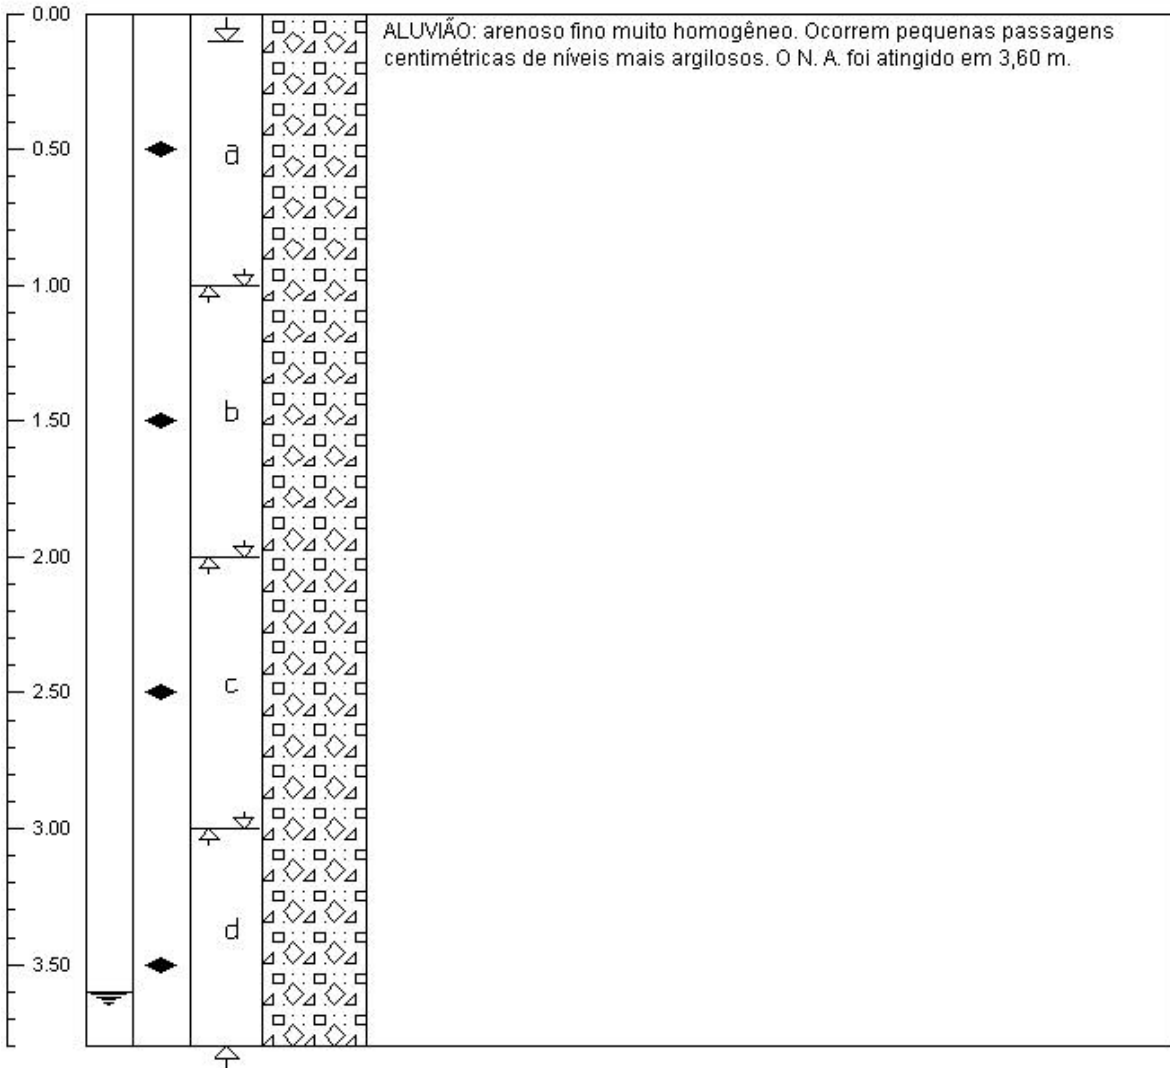 0.00
ALUVIÃO: arenoso fino muito homogêneo. Ocorrem pequenas passagens
centimétricas de níveis mais argilosos. O N. A. foi atingido em 3,60 m.
0.50
a
1.00
1.50
b
2.00
2.50
c
3.00
d
3.50